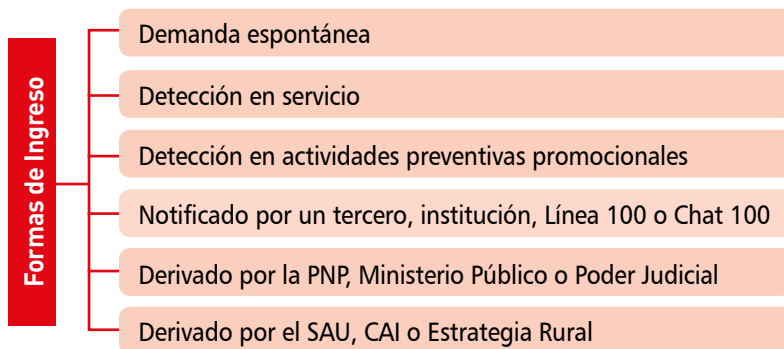 Formas de Ingreso
Demanda espontánea
Detección en servicio
Detección en actividades preventivas promocionales
Notificado por un tercero, institución, Línea 100 o Chat 100
Derivado por la PNP, Ministerio Público o Poder Judicial
Derivado por el SAU, CAI o Estrategia Rural